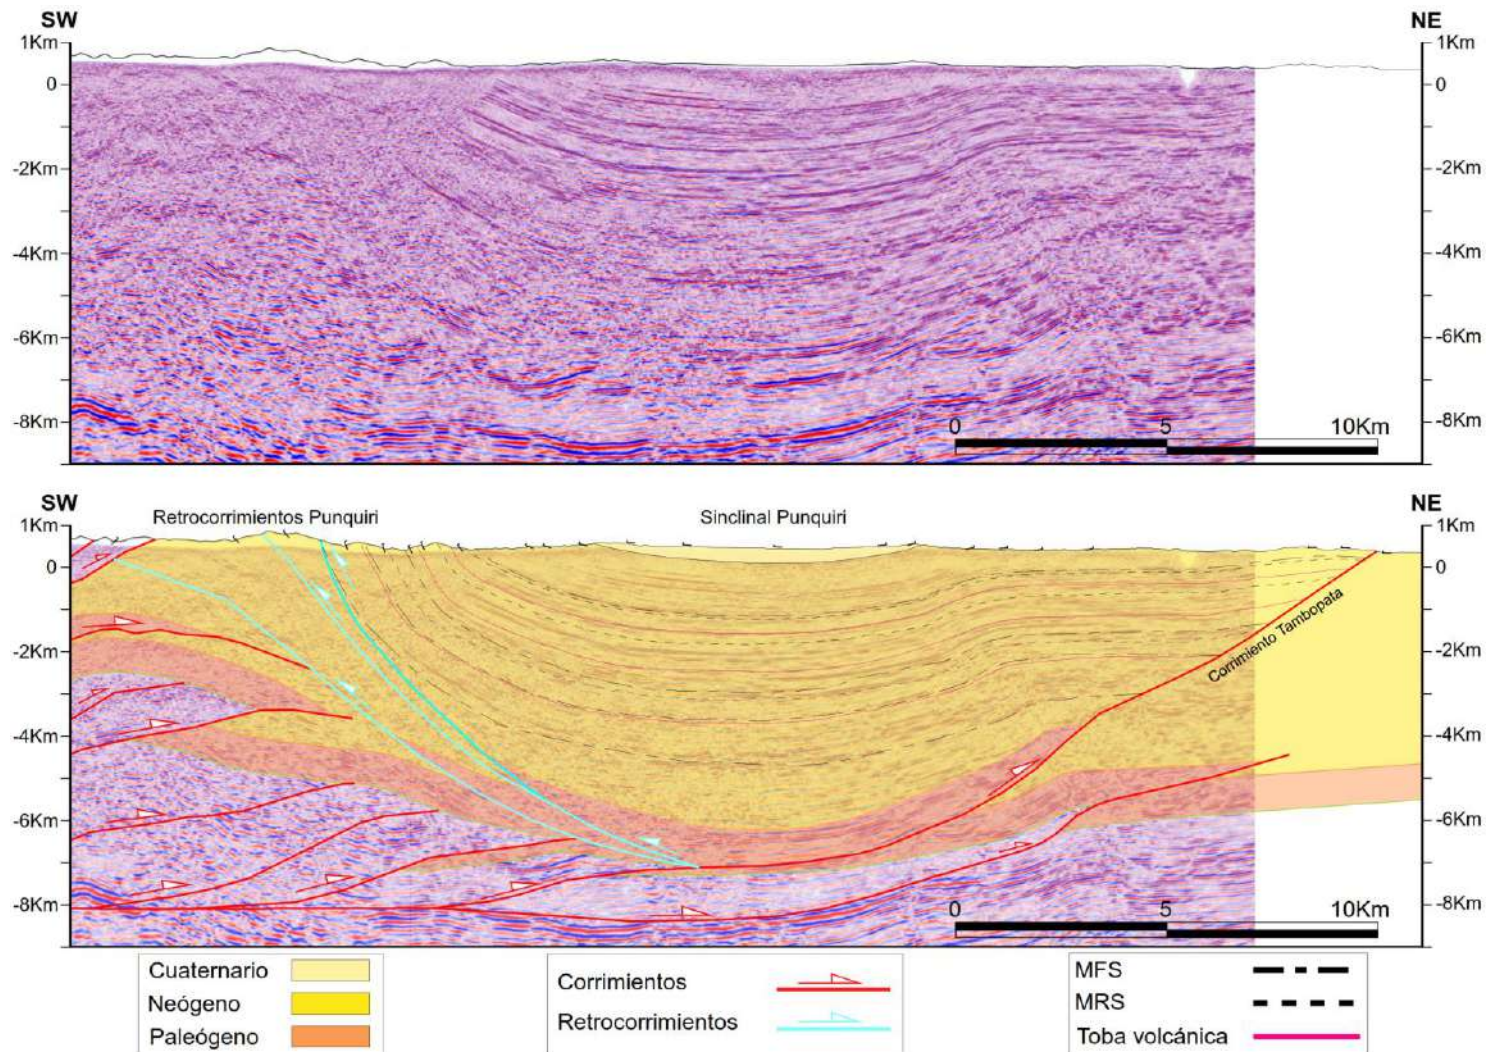 SW
NE
1Km
0
-2Km
-4Km
-6Km
-8Km
1Km
0
-2Km
-4Km
-6Km
-8Km
0
5
10Km
SW
NE
Retrocorrimientos Punquiri
Sinclinal Punquiri
1Km
0
-2Km
-4Km
-6Km
-8Km
1Km
0
-2Km
-4Km
-6Km
-8Km
Corrimiento Tambopata
0
5
10Km
Cuaternario
Neógeno
Paleógeno
Corrimientos
Retrocorrimientos
MFS
MRS
Toba volcánica